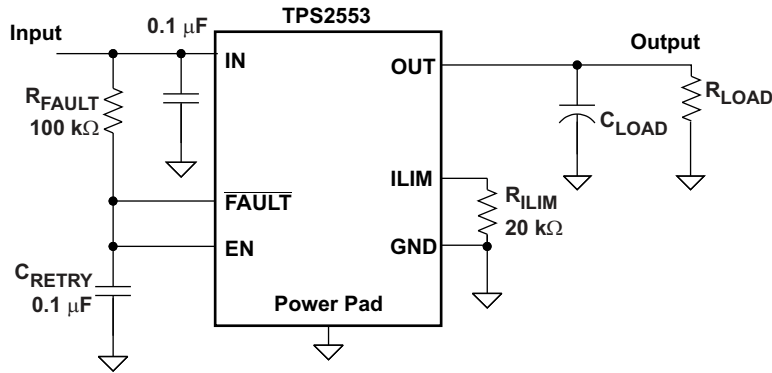 TPS2553
Input
0.1 μF
IN
OUT
Output
R_FAULT
100 kΩ
R_LOAD
C_LOAD
ILIM
R_ILIM
20 kΩ
FAULT
EN
GND
C_RETRY
0.1 μF
Power Pad